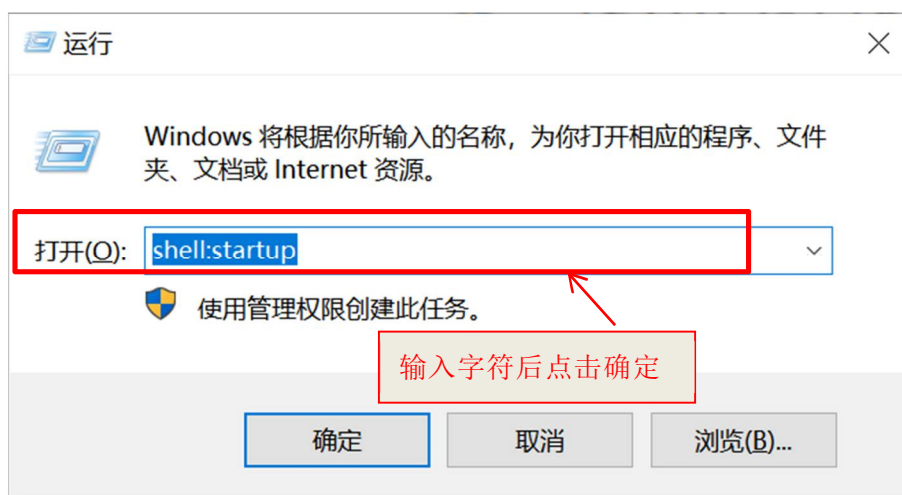 运行
Windows 将根据你所输入的名称，为你打开相应的程序、文件
夹、文档或 Internet 资源。
打开(O): shell:startup
使用管理权限创建此任务。
输入字符后点击确定
确定 取消 浏览(B)...